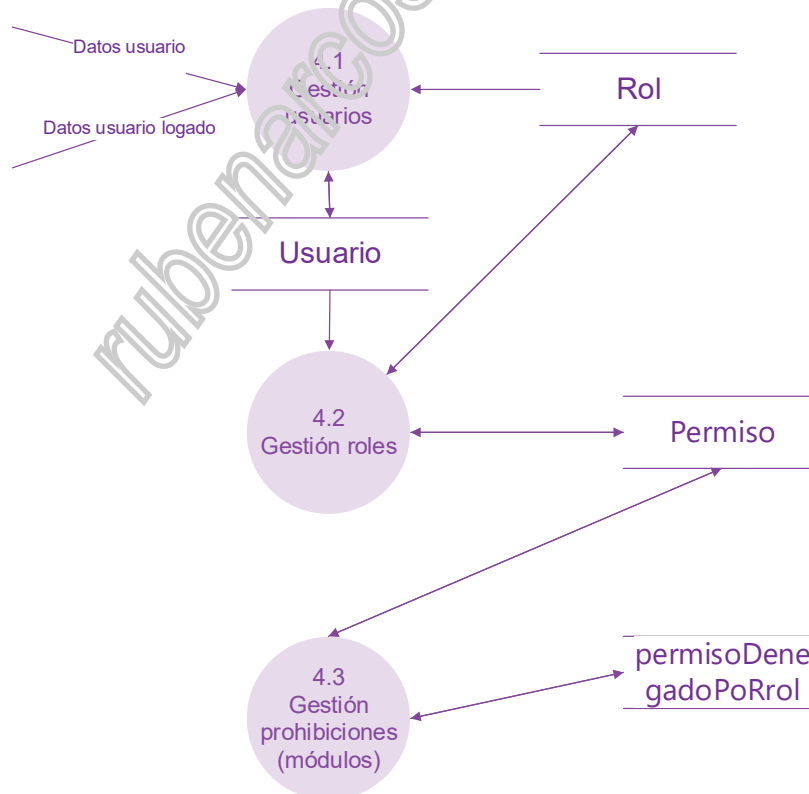 Datos usuario
Datos usuario logado
4.1
Gestión
usuarios
Rol
Usuario
4.2
Gestión roles
Permiso
4.3
Gestión
prohibiciones
(módulos)
permisoDene
gadoPoRrol
rubenarcos